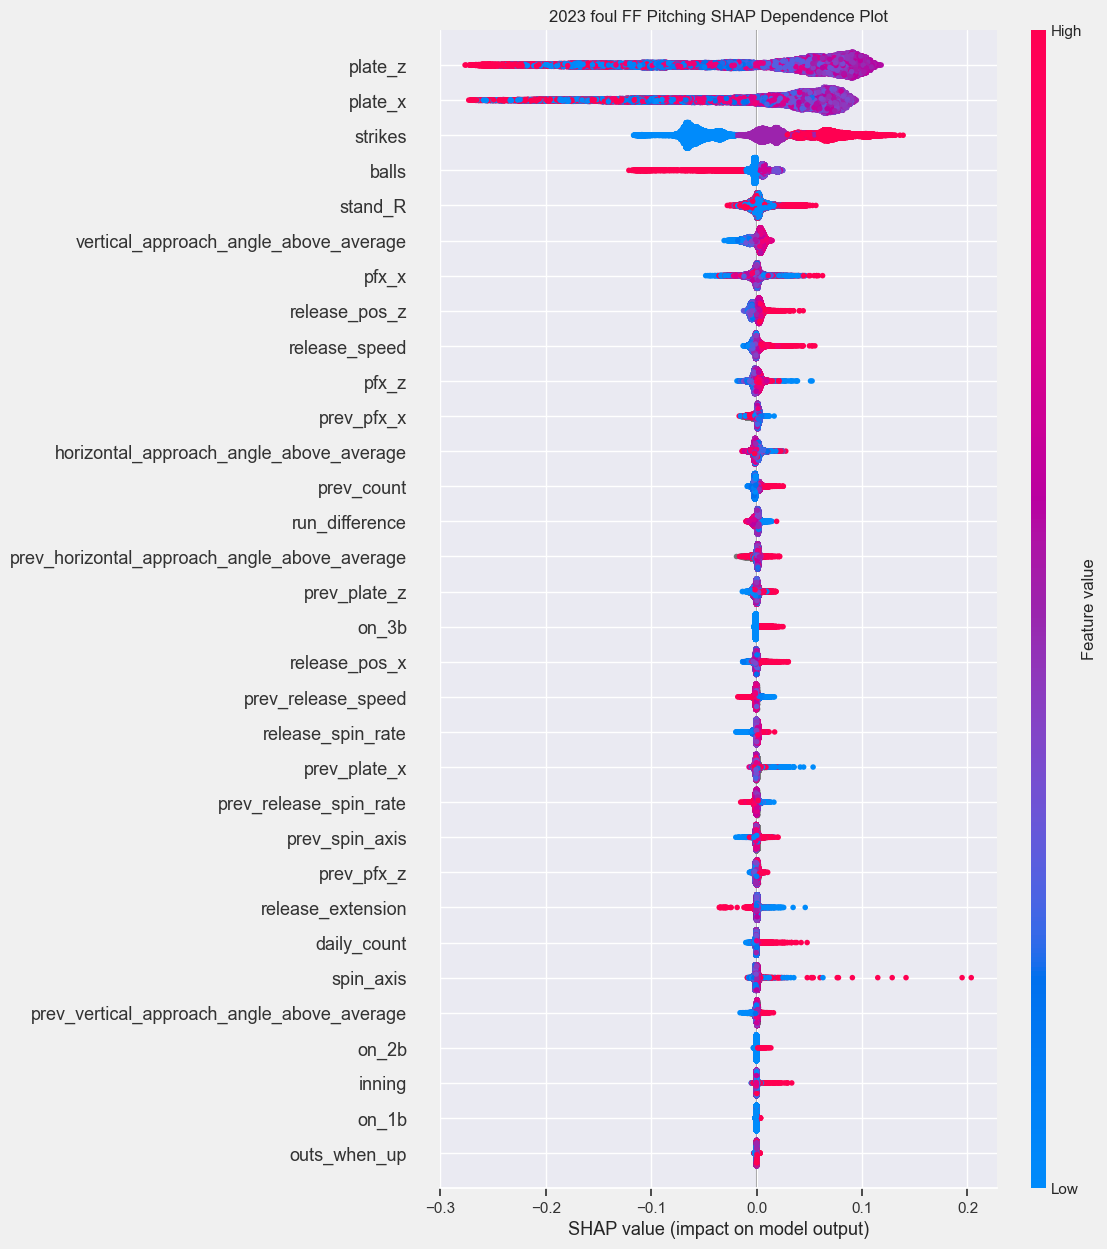 2023 foul FF Pitching SHAP Dependence Plot
High
plate_z
plate_x
strikes
balls
stand_R
vertical_approach_angle_above_average
pfx_x
release_pos_z
release_speed
pfx_z
prev_pfx_x
horizontal_approach_angle_above_average
prev_count
run_difference
prev_horizontal_approach_angle_above_average
prev_plate_z
on_3b
release_pos_x
prev_release_speed
release_spin_rate
prev_plate_x
prev_release_spin_rate
prev_spin_axis
prev_pfx_z
release_extension
daily_count
spin_axis
prev_vertical_approach_angle_above_average
on_2b
inning
on_1b
outs_when_up
Feature value
Low
−0.3 −0.2 −0.1 0.0 0.1 0.2
SHAP value (impact on model output)